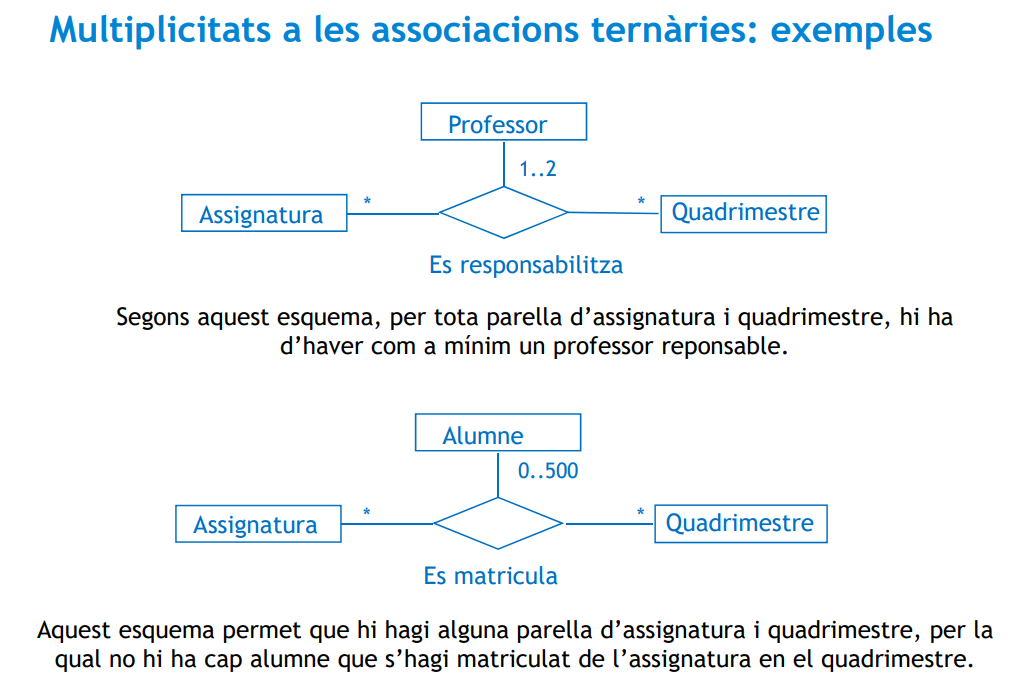 Multiplicitats a les associacions ternàries: exemples
Professor
1..2
Assignatura
*
*
Quadrimestre
Es responsabilitza
Segons aquest esquema, per tota parella d’assignatura i quadrimestre, hi ha
d’haver com a mínim un professor reponsable.
Alumne
0..500
Assignatura
*
*
Quadrimestre
Es matricula
Aquest esquema permet que hi hagi alguna parella d’assignatura i quadrimestre, per la
qual no hi ha cap alumne que s’hagi matriculat de l’assignatura en el quadrimestre.